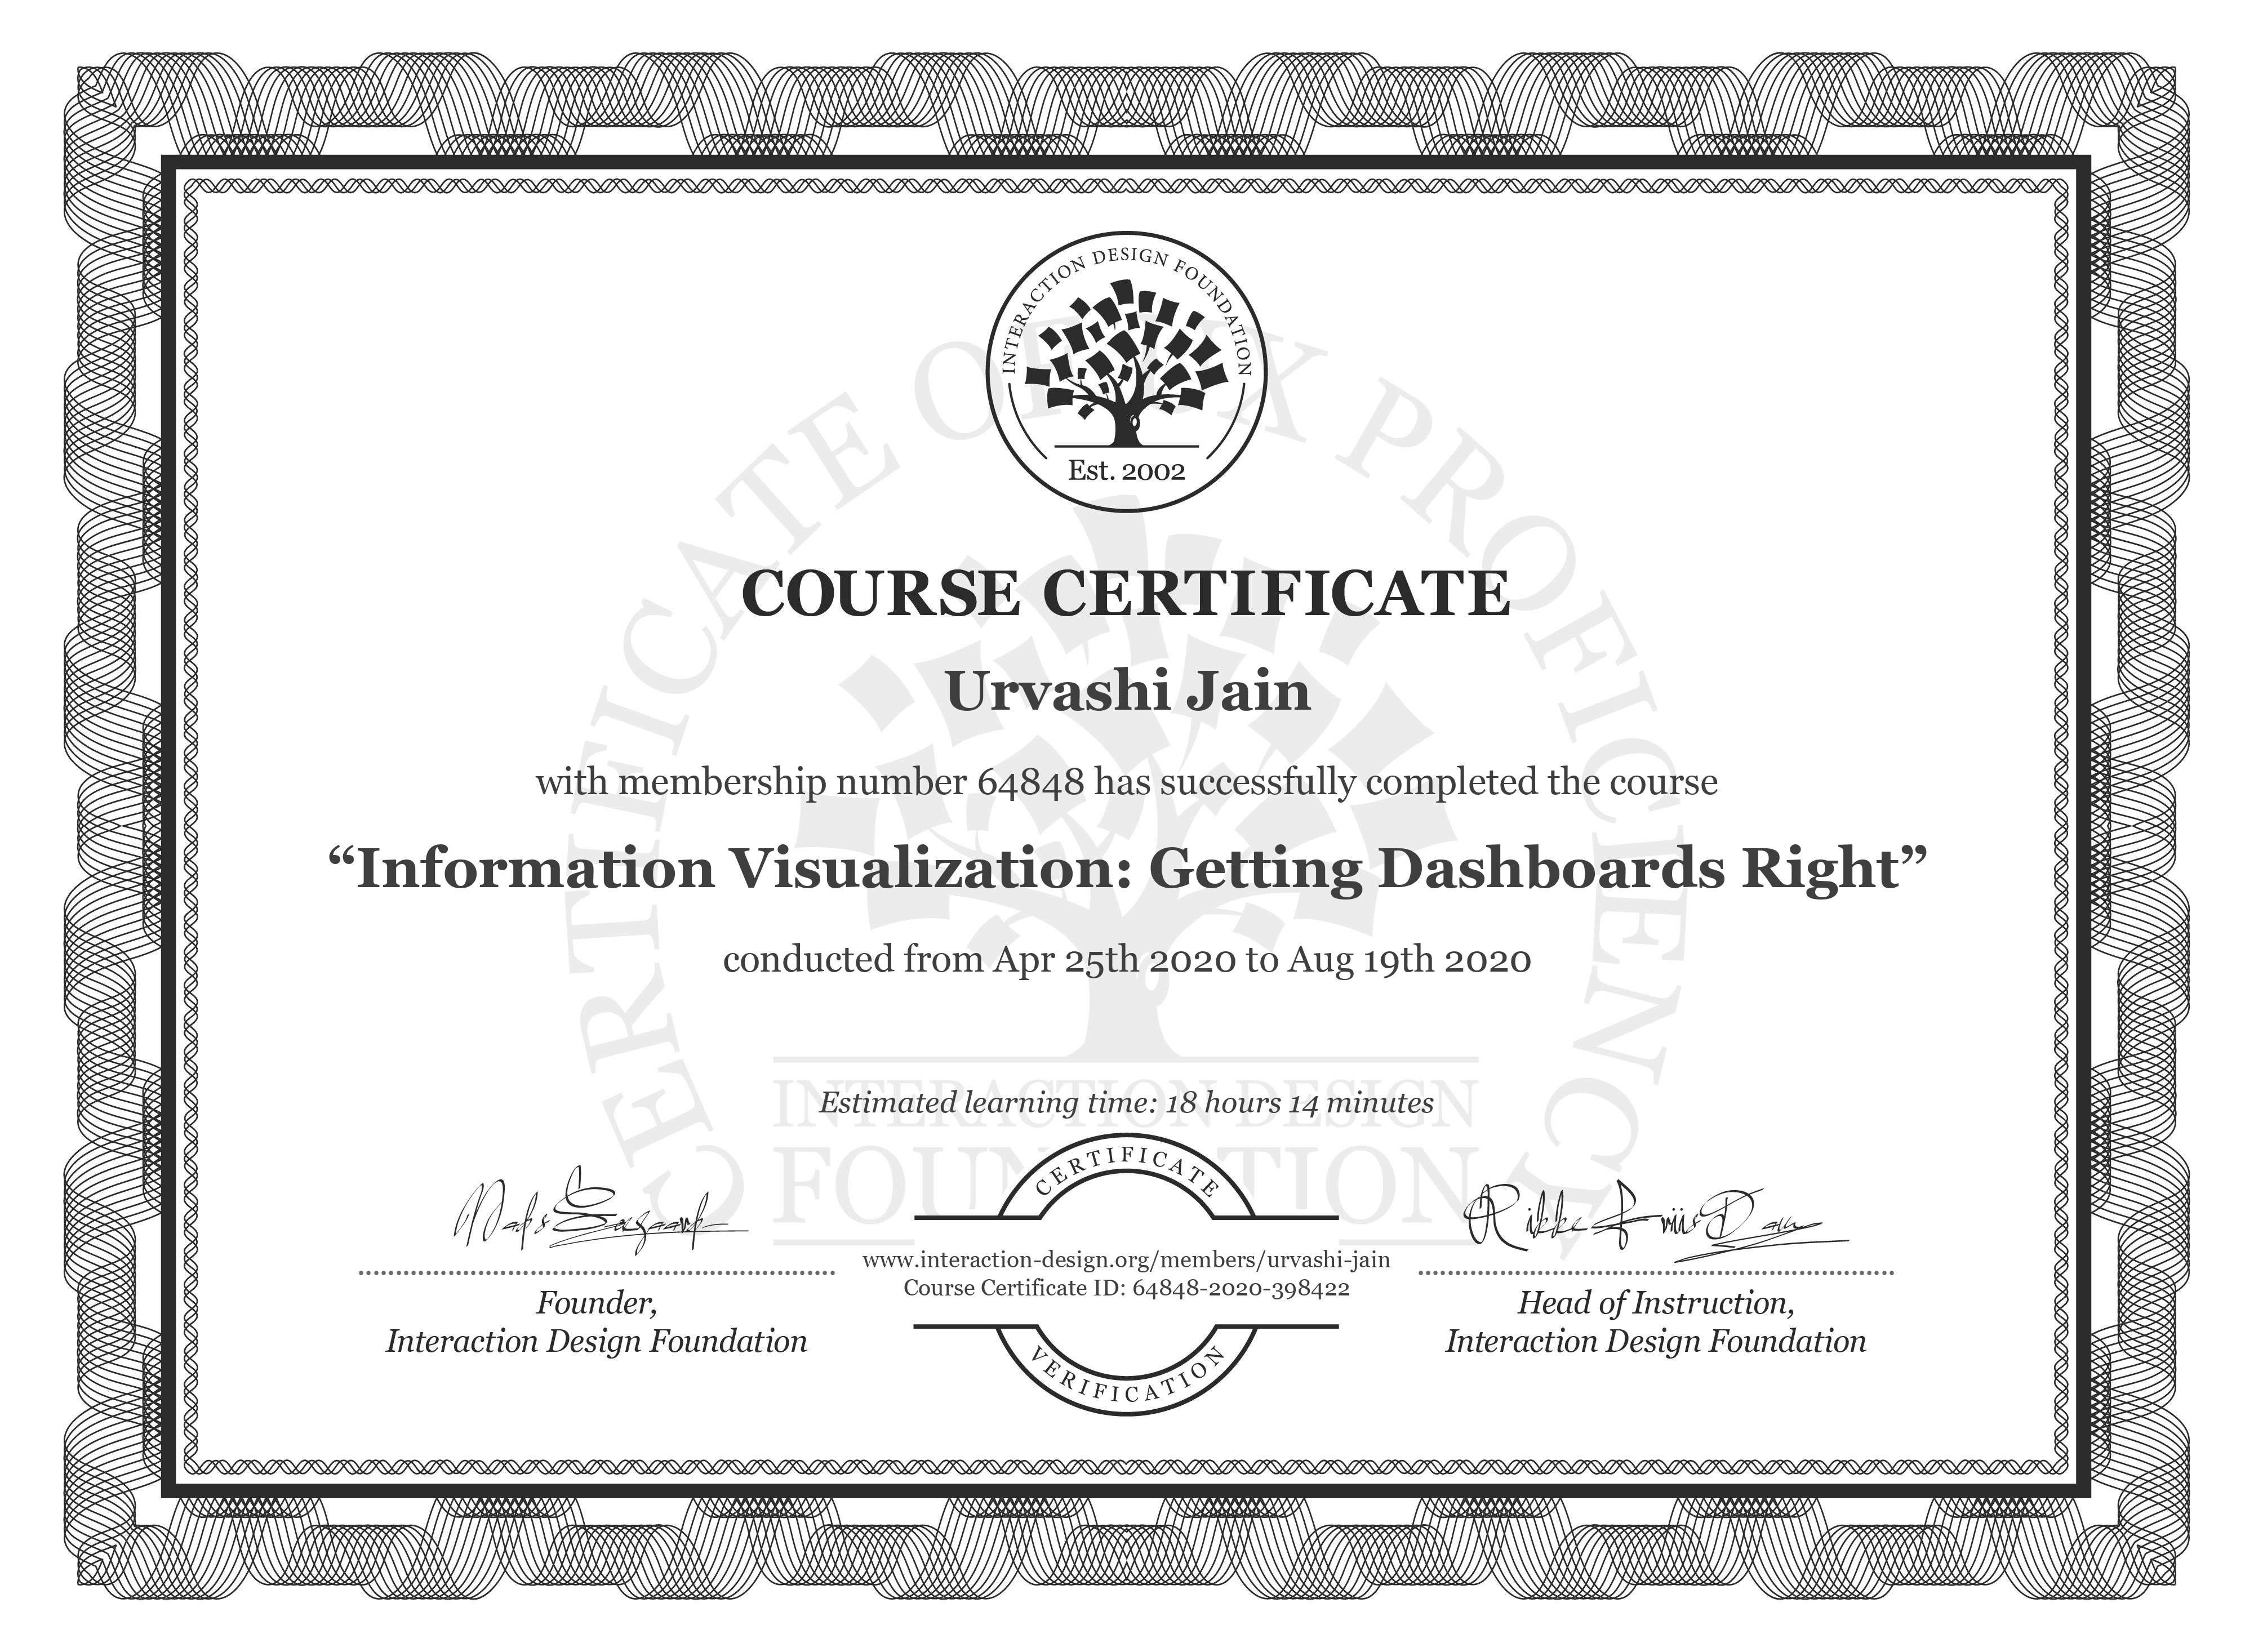 INTERACTION DESIGN FOUNDATION
Est. 2002
CERTIFICATE OF UX PROFICIENCY
COURSE CERTIFICATE
Urvashi Jain
with membership number 64848 has successfully completed the course
“Information Visualization: Getting Dashboards Right”
conducted from Apr 25th 2020 to Aug 19th 2020
INTERACTION DESIGN
FOUNDATION
Estimated learning time: 18 hours 14 minutes
CERTIFICATE
Mads Soegaard
Rikke Friis Dam
www.interaction-design.org/members/urvashi-jain
Course Certificate ID: 64848-2020-398422
Founder,
Interaction Design Foundation
Head of Instruction,
Interaction Design Foundation
VERIFICATION